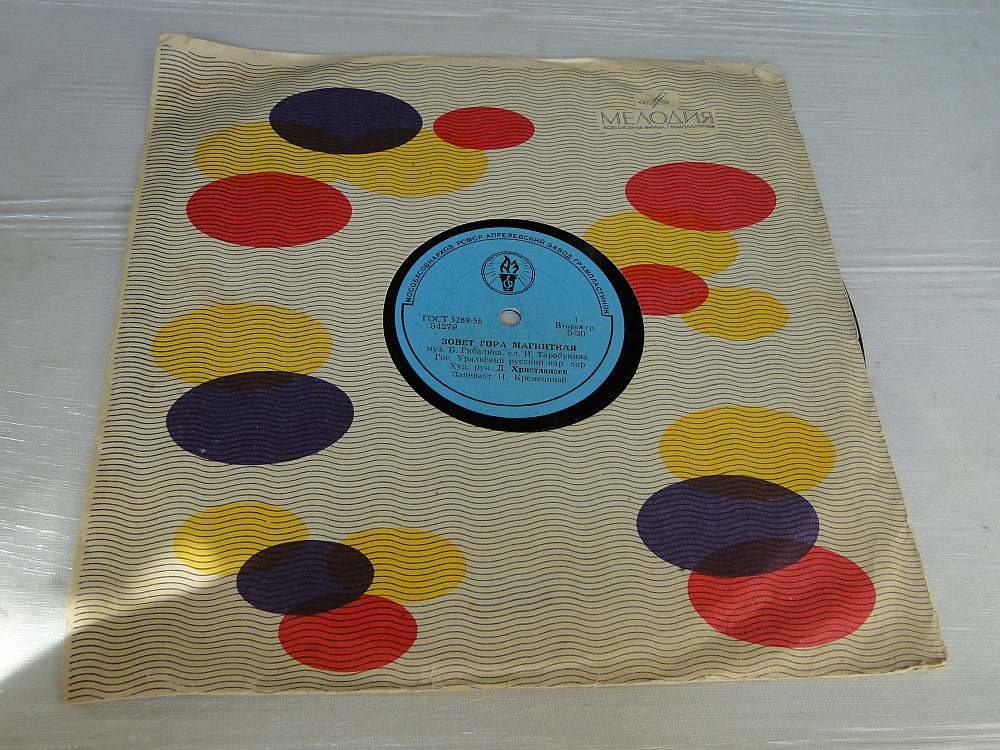 МЕЛОДИЯ
ВСЕСОЮЗНАЯ ФИРМА ГРАМПЛАСТИНОК
МОСОБЛСОВНАРХОЗ РСФСР АПРЕЛЕВСКИЙ ЗАВОД ГРАМПЛАСТИНОК
ГОСТ 5289-56
34279
Вторая гр.
0-30
ЗОВЕТ ГОРА МАГНИТНАЯ
муз. Б. Гибалина, сл. И. Тарабукина
Гос. Уральский русский нар. хор
Худ. рук. Л. Христиансен
Запевает Н. Кремешный